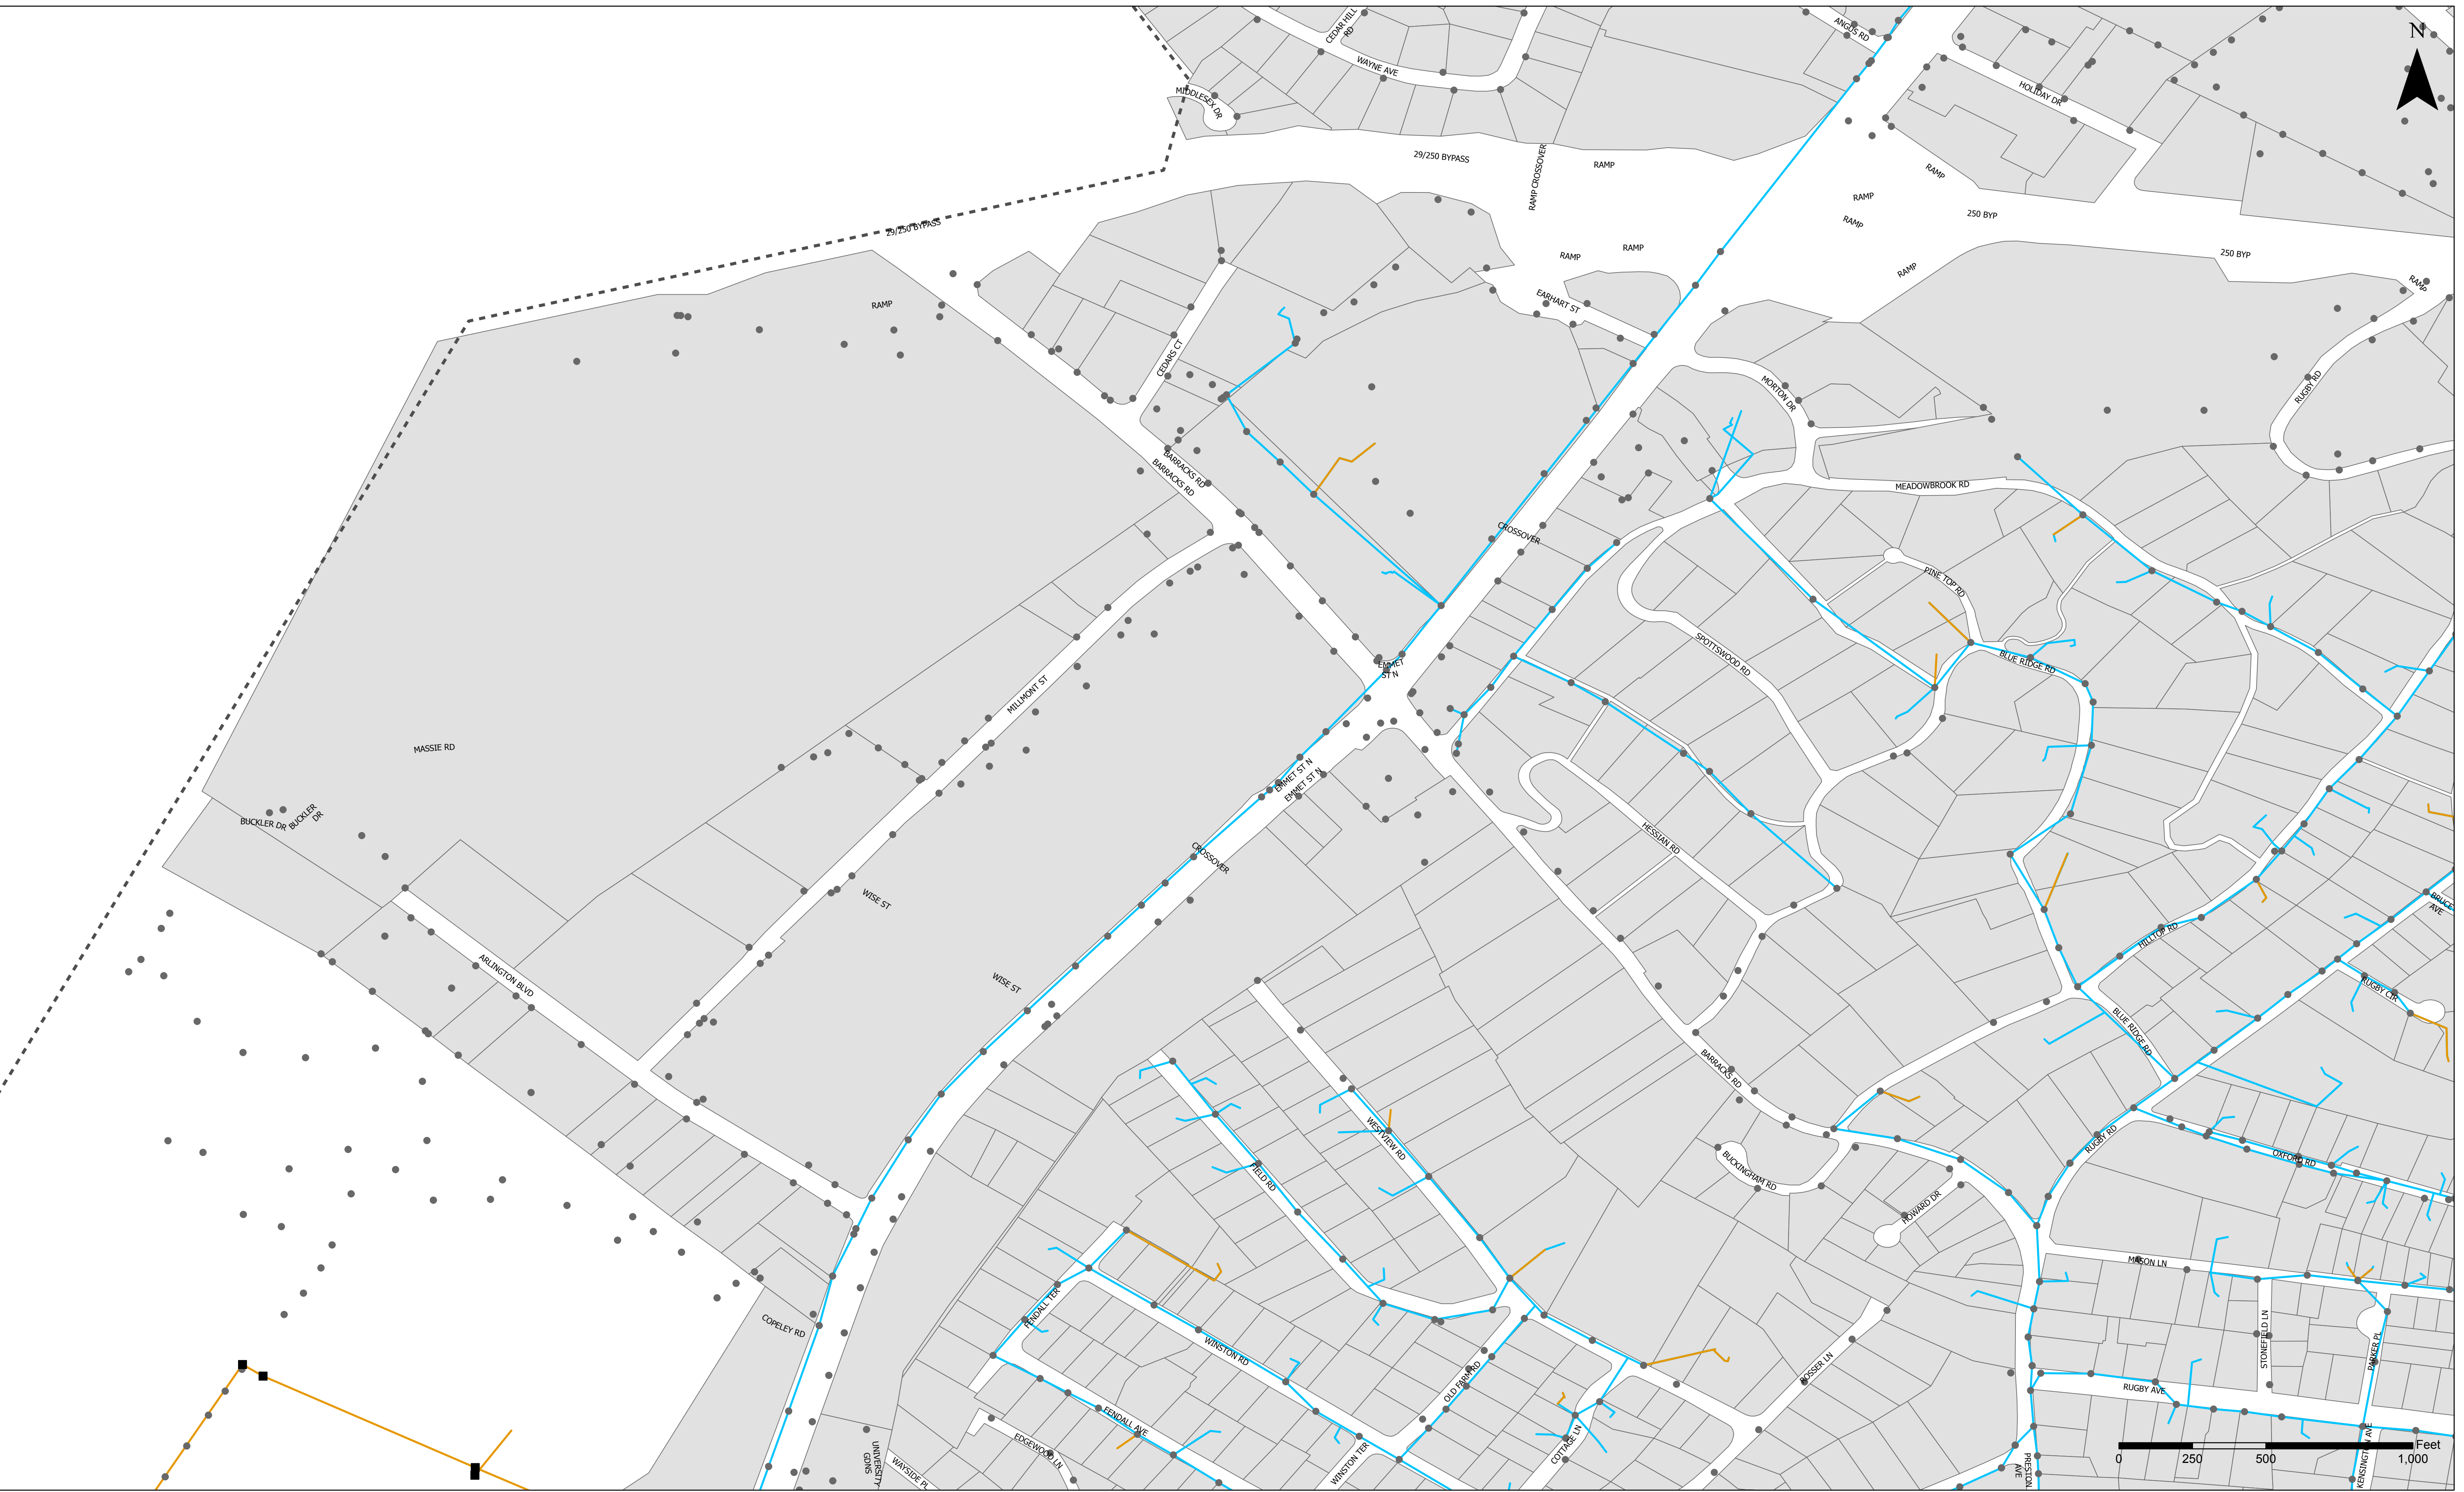 CEDAR HILL
RD
WAYNE AVE
MIDDLESEX DR
ANGUS RD
N
HOLIDAY DR
29/250 BYPASS
RAMP CROSSOVER
RAMP
RAMP
RAMP
RAMP
250 BYP
29/250 BYPASS
RAMP
RAMP
250 BYP
RAMP
RAMP
RAMP
EARHART ST
CEDARS CT
MORTON DR
RUGBY RD
BARRACKS RD
BARRACKS RD
MEADOWBROOK RD
CROSSOVER
PINE TOP RD
SPOTTSWOOD RD
BLUE RIDGE RD
EMMET
ST N
MILLMONT ST
MASSIE RD
EMMET ST N
EMMET ST N
BUCKLER DR
BUCKLER
DR
HESSIAN RD
CROSSOVER
WISE ST
BRUCE
AVE
HILLTOP RD
ARLINGTON BLVD
WISE ST
RUGBY CIR
BLUE RIDGE RD
BARRACKS RD
WESTVIEW RD
RUGBY RD
OXFORD RD
FIELD RD
BUCKINGHAM RD
HOWARD DR
MASON LN
FENDALL TER
COPELEY RD
WINSTON RD
STONEFIELD LN
PARKER PL
OLD FARM RD
ROSSER LN
RUGBY AVE
FENDALL AVE
EDGEWOOD LN
COTTAGE LN
WINSTON TER
UNIVERSITY
GDNS
WAYSIDE PL
PRESTON
AVE
KENSINGTON AVE
Feet
0 250 500 1,000